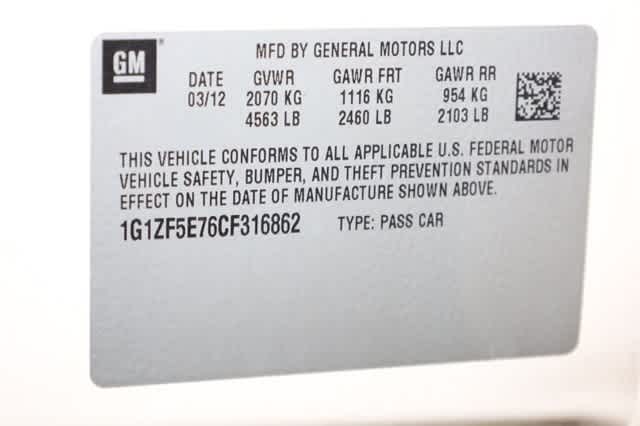 GM
MFD BY GENERAL MOTORS LLC
DATE GVWR GAWR FRT GAWR RR
03/12 2070 KG 1116 KG 954 KG
4563 LB 2460 LB 2103 LB
THIS VEHICLE CONFORMS TO ALL APPLICABLE U.S. FEDERAL MOTOR
VEHICLE SAFETY, BUMPER, AND THEFT PREVENTION STANDARDS IN
EFFECT ON THE DATE OF MANUFACTURE SHOWN ABOVE.
1G1ZF5E76CF316862 TYPE: PASS CAR